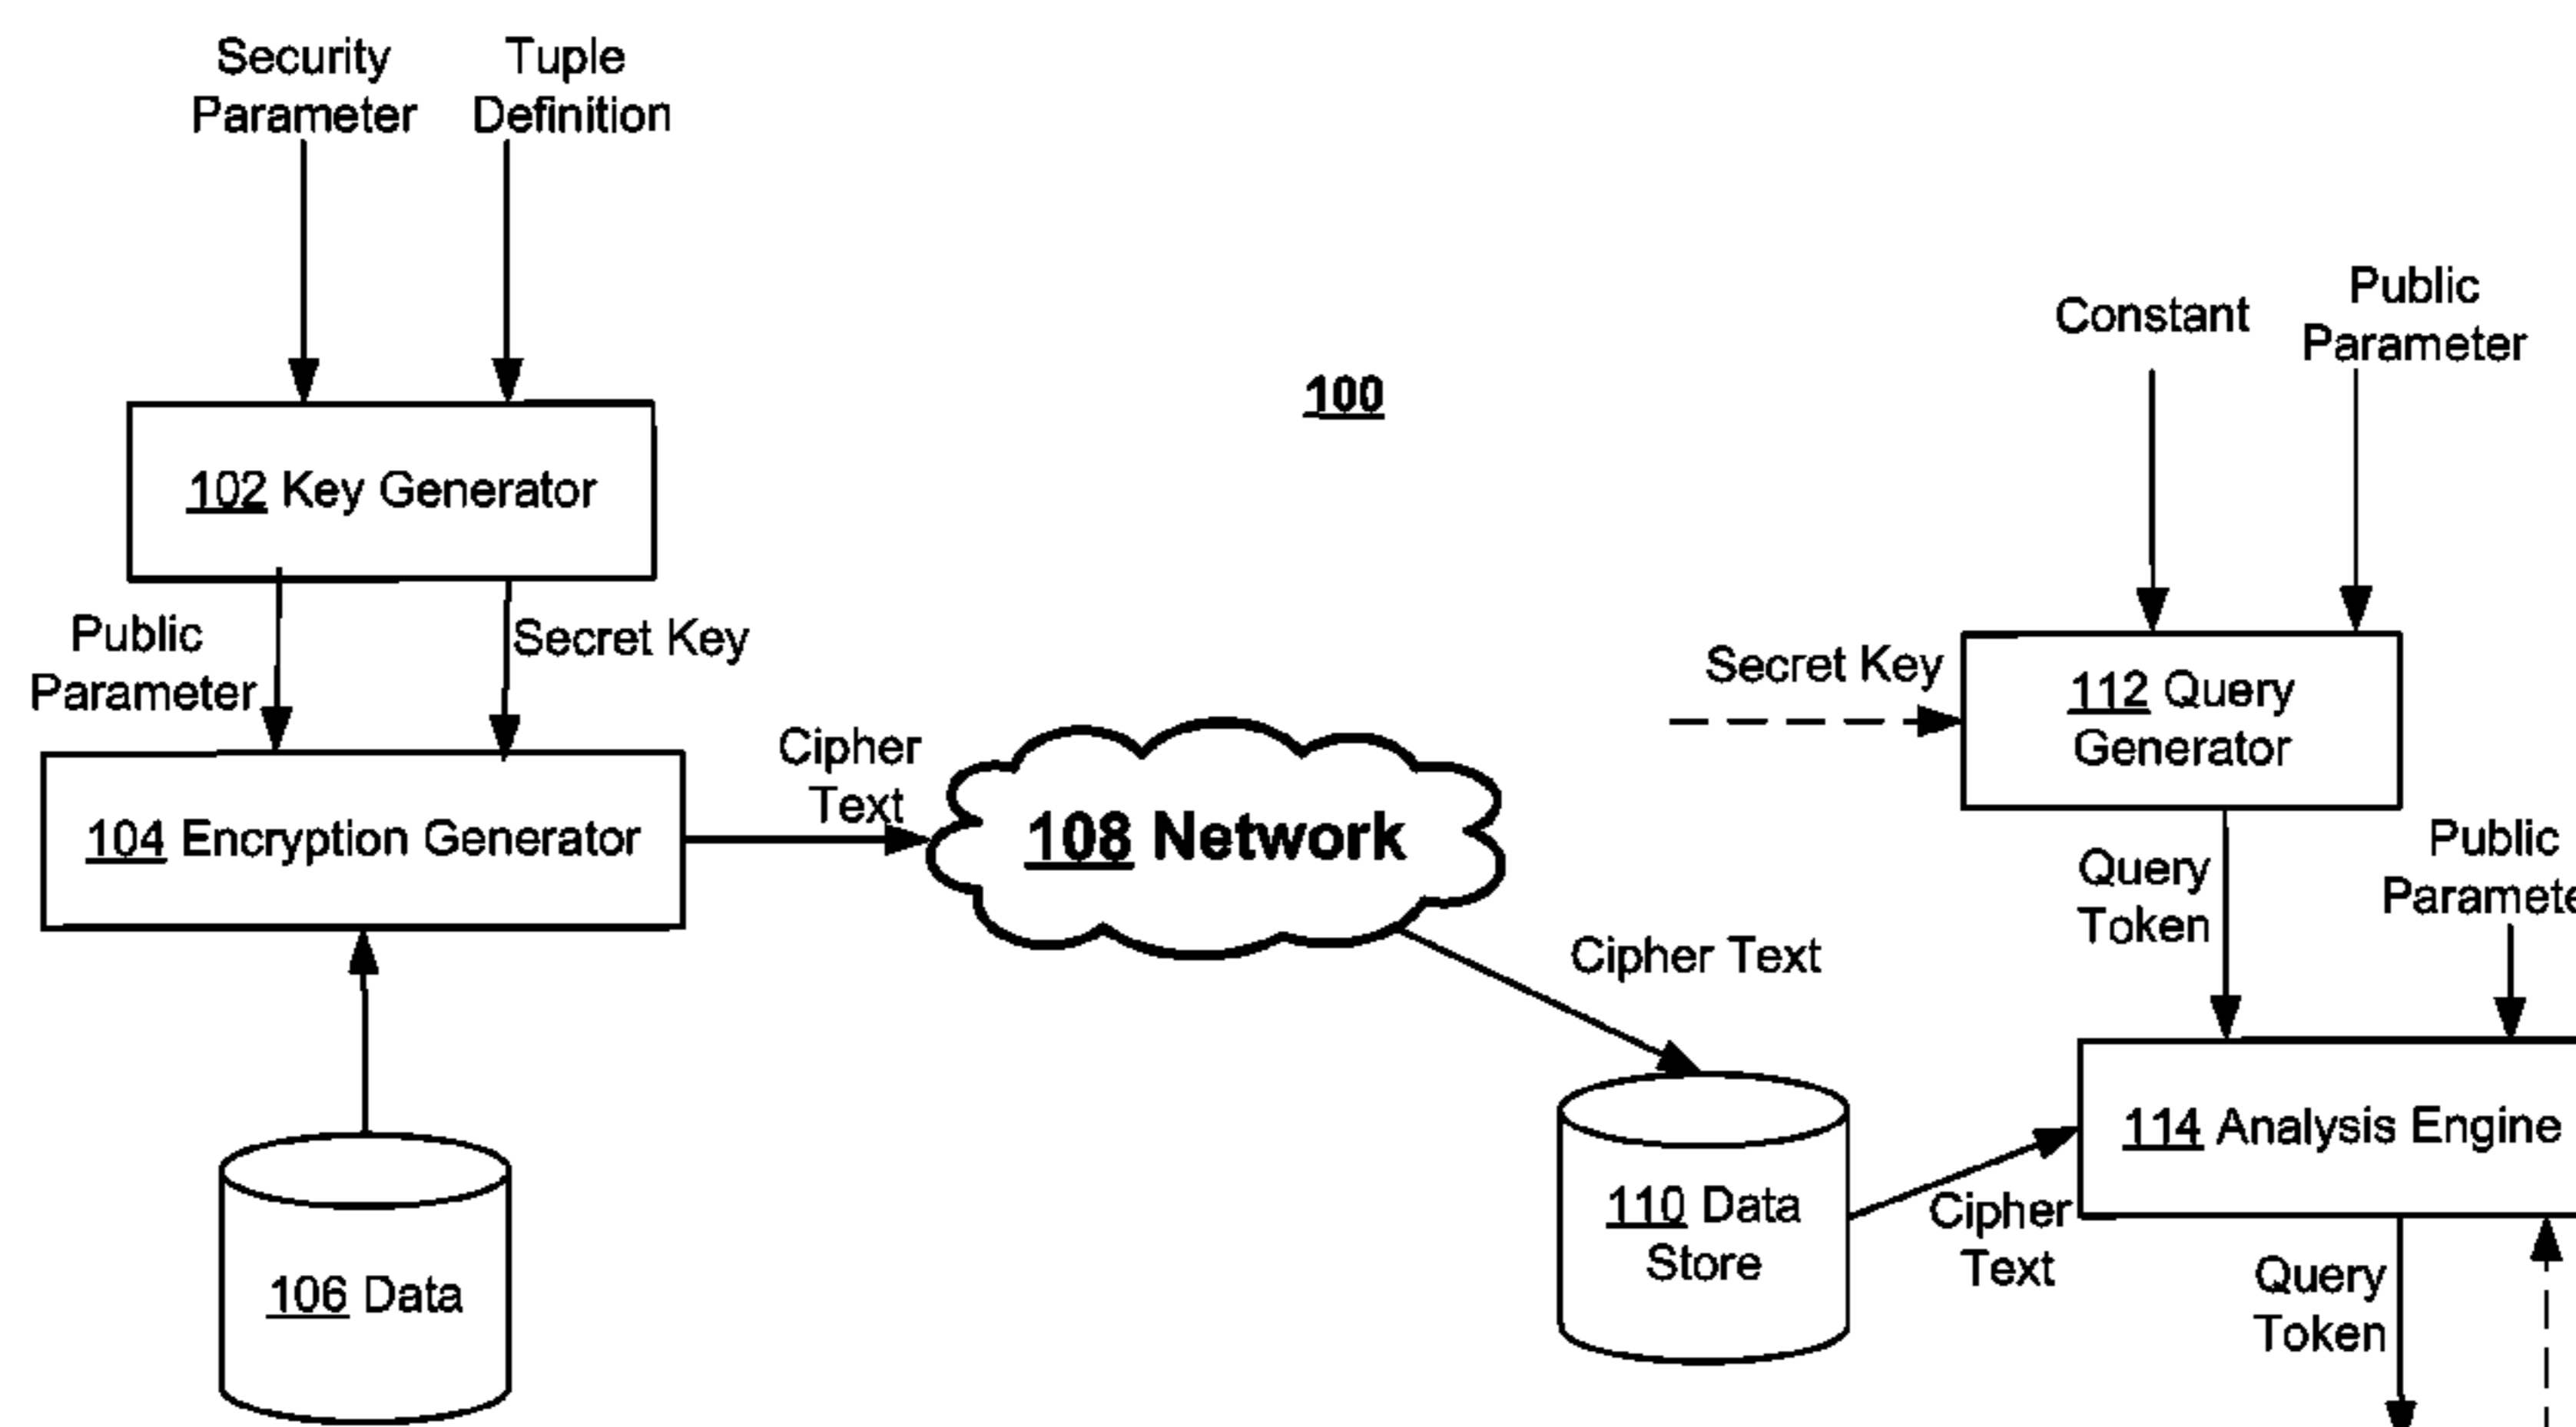 Security
Parameter
Tuple
Definition
100
Constant
Public
Parameter
102 Key Generator
Public
Parameter
Secret Key
Secret Key
112 Query
Generator
104 Encryption Generator
Cipher
Text
108 Network
Query
Token
Public
Paramete
Cipher Text
110 Data
Store
Cipher
Text
114 Analysis Engine
106 Data
Query
Token